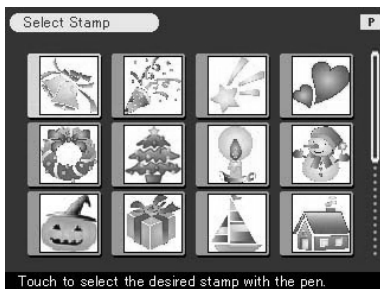 Select Stamp
P
Touch to select the desired stamp with the pen.